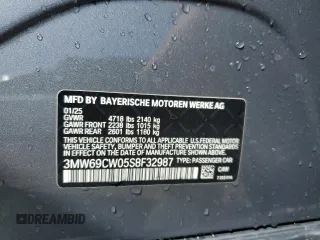 MFD BY BAYERISCHE MOTOREN WERKE AG
01/25
GVWR 4718 lbs 2140 kg
GAWR FRONT 2238 lbs 1015 kg
GAWR REAR 2601 lbs 1180 kg
THIS VEHICLE CONFORMS TO ALL APPLICABLE FEDERAL MOTOR VEHICLE SAFETY, BUMPER, AND THEFT PREVENTION STANDARDS IN EFFECT ON THE DATE OF MANUFACTURE SHOWN ABOVE.
3MW69CW05S8F32987 TYPE: PASSENGER CAR
DREAMBID